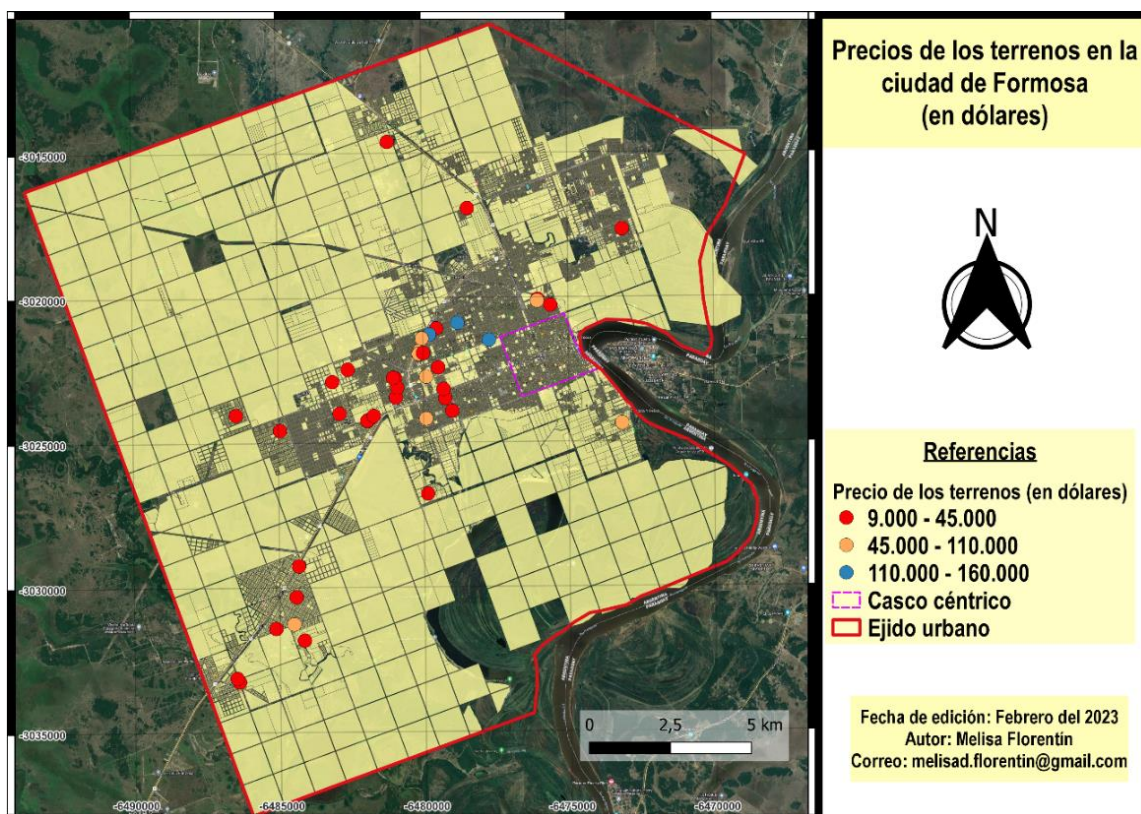 Precios de los terrenos en la
ciudad de Formosa
(en dólares)
N
Referencias
Precio de los terrenos (en dólares)
9.000 - 45.000
45.000 - 110.000
110.000 - 160.000
Casco céntrico
Ejido urbano
Fecha de edición: Febrero del 2023
Autor: Melisa Florentín
Correo: melisad.florentin@gmail.com
-3015000
-3020000
-3025000
-3030000
-3035000
0 2,5 5 km
-6490000 -6485000 -6480000 -6475000 -6470000